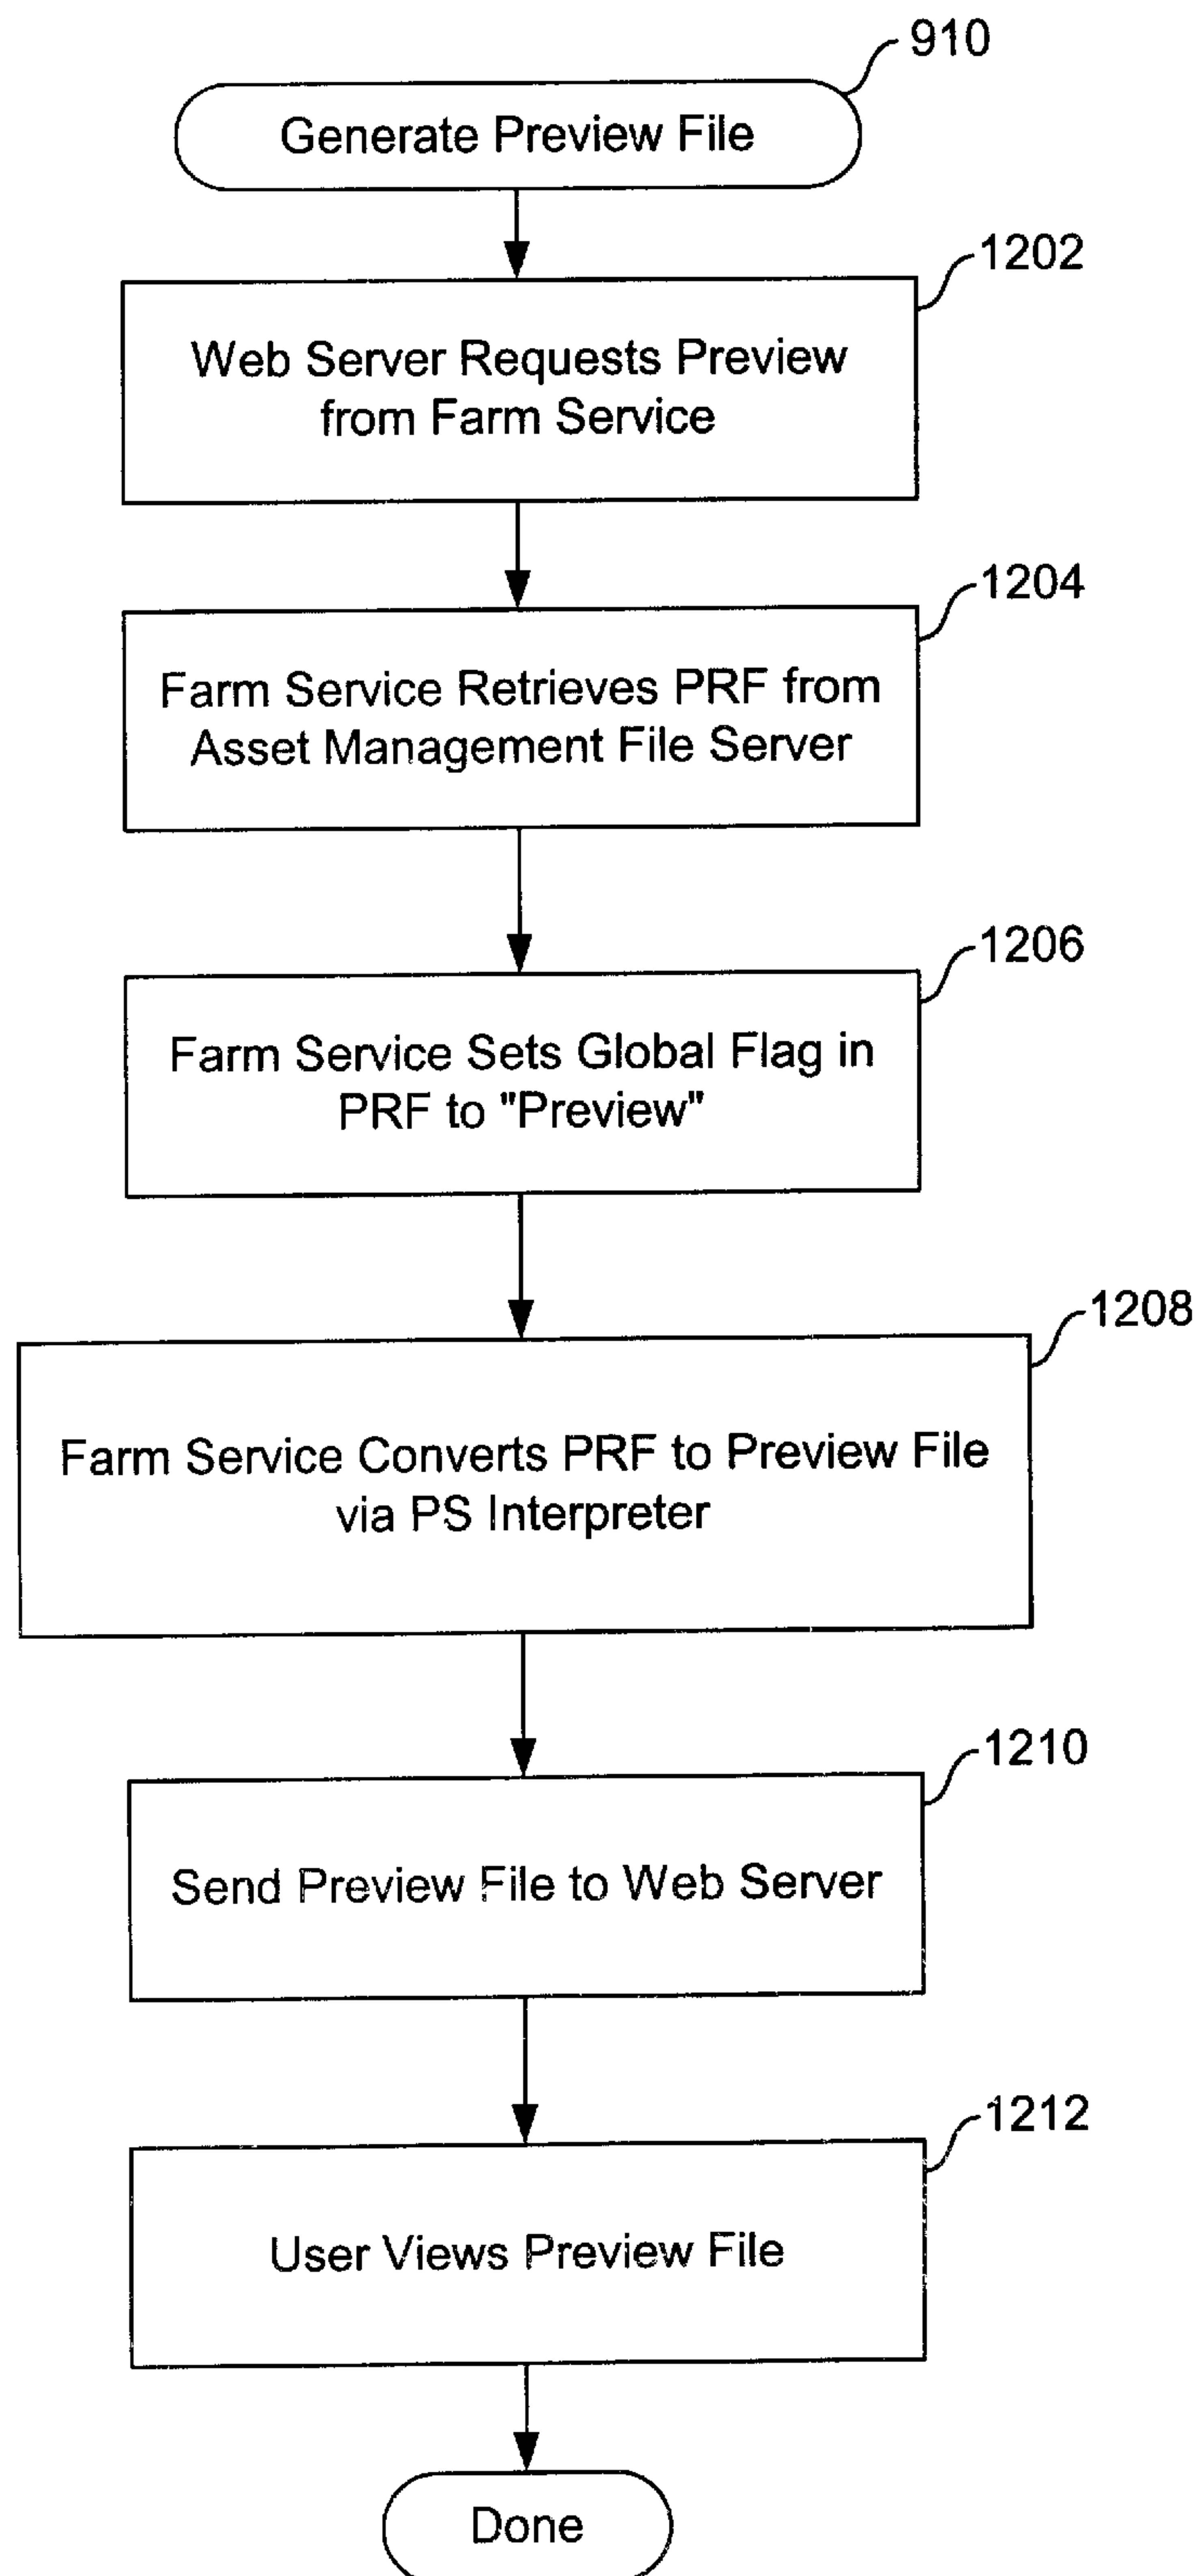 910
Generate Preview File
1202
Web Server Requests Preview
from Farm Service
1204
Farm Service Retrieves PRF from
Asset Management File Server
1206
Farm Service Sets Global Flag in
PRF to "Preview"
1208
Farm Service Converts PRF to Preview File
via PS Interpreter
1210
Send Preview File to Web Server
1212
User Views Preview File
Done